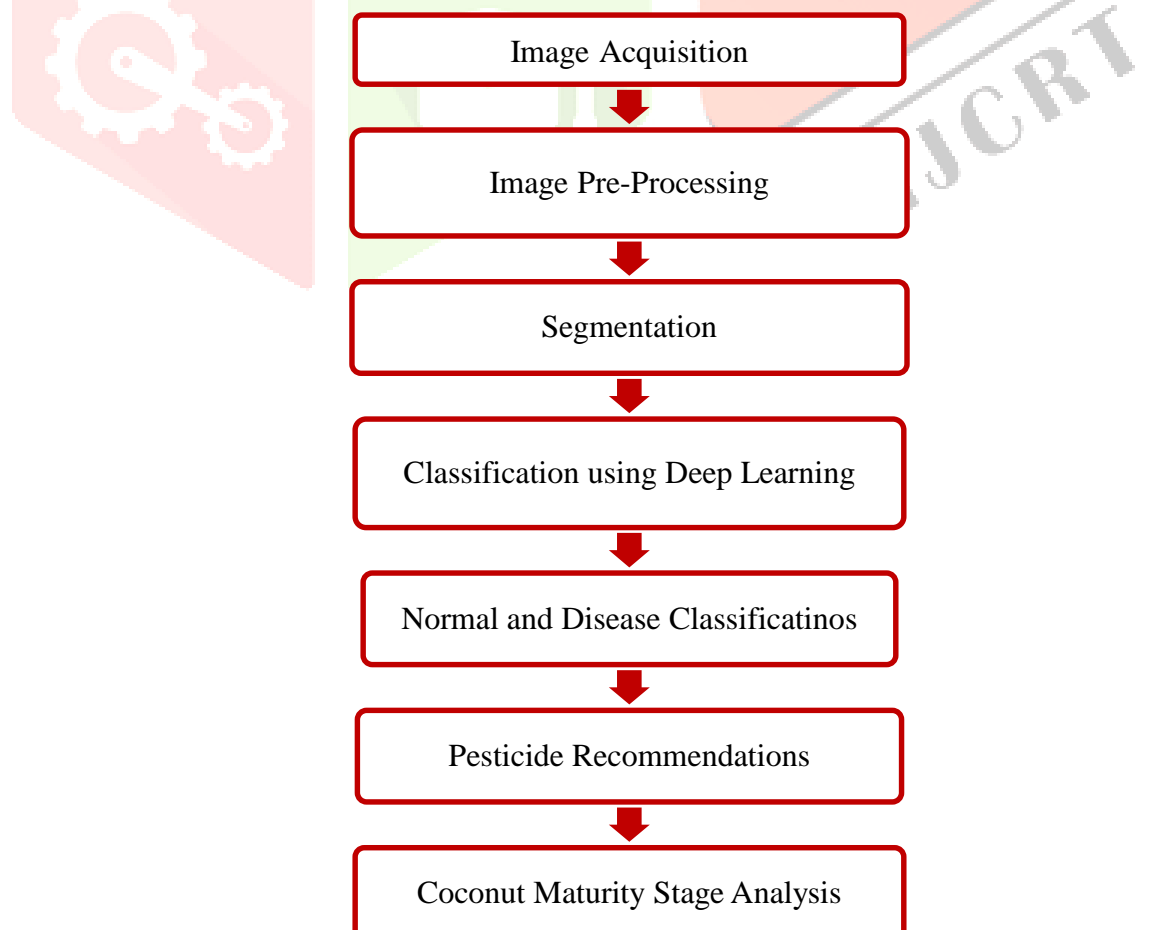 Image Acquisition
IJCRT
Image Pre-Processing
Segmentation
Classification using Deep Learning
Normal and Disease Classificatinos
Pesticide Recommendations
Coconut Maturity Stage Analysis